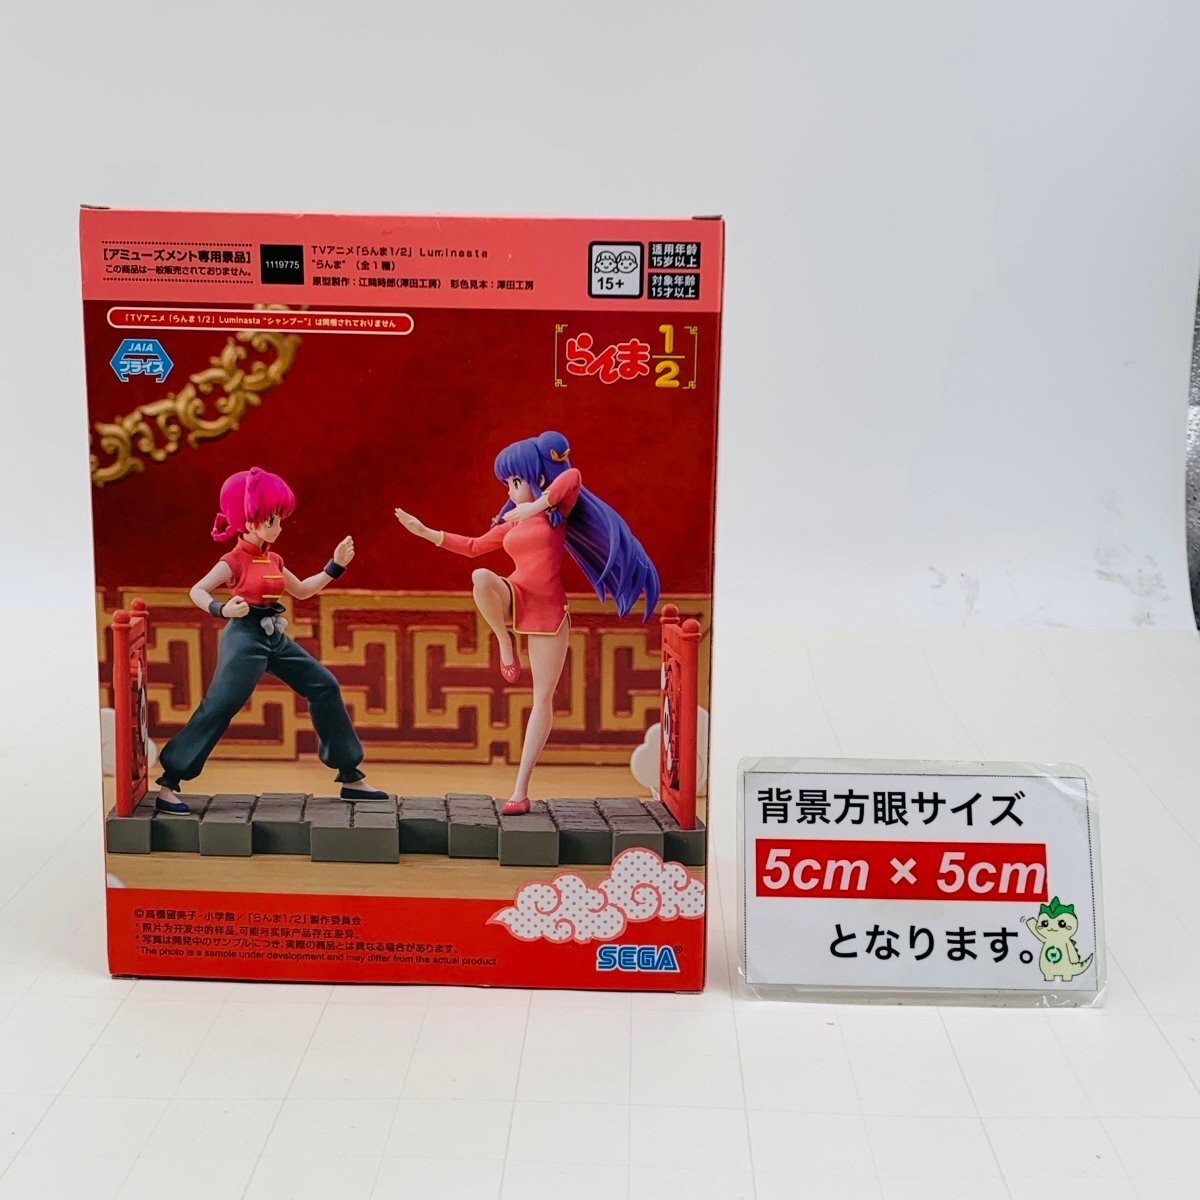 [アミューズメント専用景品]
この商品は一般販売されておりません。
1119775
TVアニメ「らんま1/2」 Luminasta
"らんま" (全1種)
原型製作：江間時郎(澤田工房) 彩色見本：澤田工房
15+
适用年龄
15岁以上
対象年齢
15才以上
「TVアニメ「らんま1/2」Luminasta "シャンプー"」は同梱されておりません
JAIA
プライズ
らんま1/2
©高橋留美子・小学館／「らんま1/2」製作委員会
*照片为开发中的样品,可能与实际产品存在差异。
*写真は開発中のサンプルにつき、実際の商品とは異なる場合があります。
*The photo is a sample under development and may differ from the actual product.
SEGA®
背景方眼サイズ
5cm × 5cm
となります。